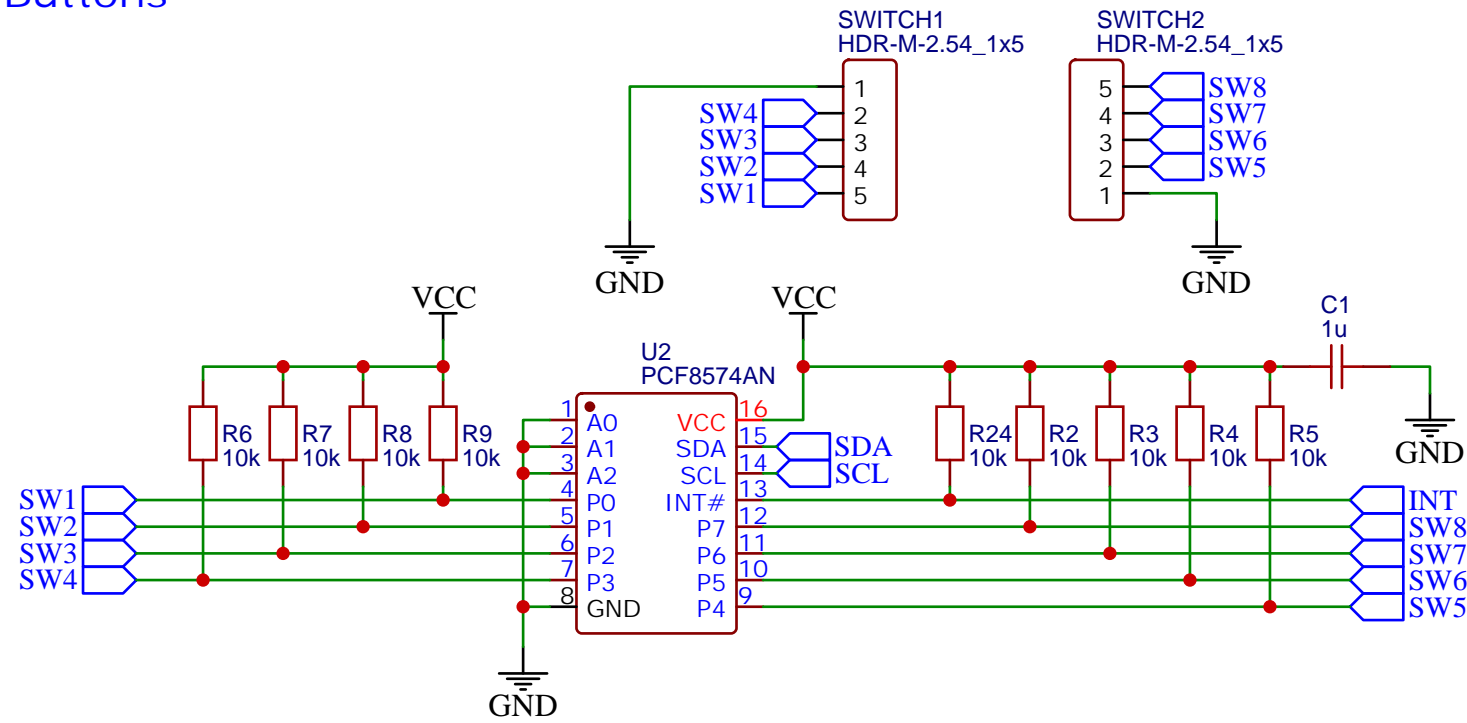 Buttons
SWITCH1
HDR-M-2.54_1x5
1
SW4
2
SW3
3
SW2
4
SW1
5
GND
SWITCH2
HDR-M-2.54_1x5
5
SW8
4
SW7
3
SW6
2
SW5
1
GND
VCC
R6
10k
R7
10k
R8
10k
R9
10k
SW1
SW2
SW3
SW4
U2
PCF8574AN
1
A0
2
A1
3
A2
4
P0
5
P1
6
P2
7
P3
8
GND
GND
VCC
16
VCC
15
SDA
SDA
14
SCL
SCL
13
INT#
12
P7
11
P6
10
P5
9
P4
R24
10k
R2
10k
R3
10k
R4
10k
R5
10k
C1
1u
GND
INT
SW8
SW7
SW6
SW5